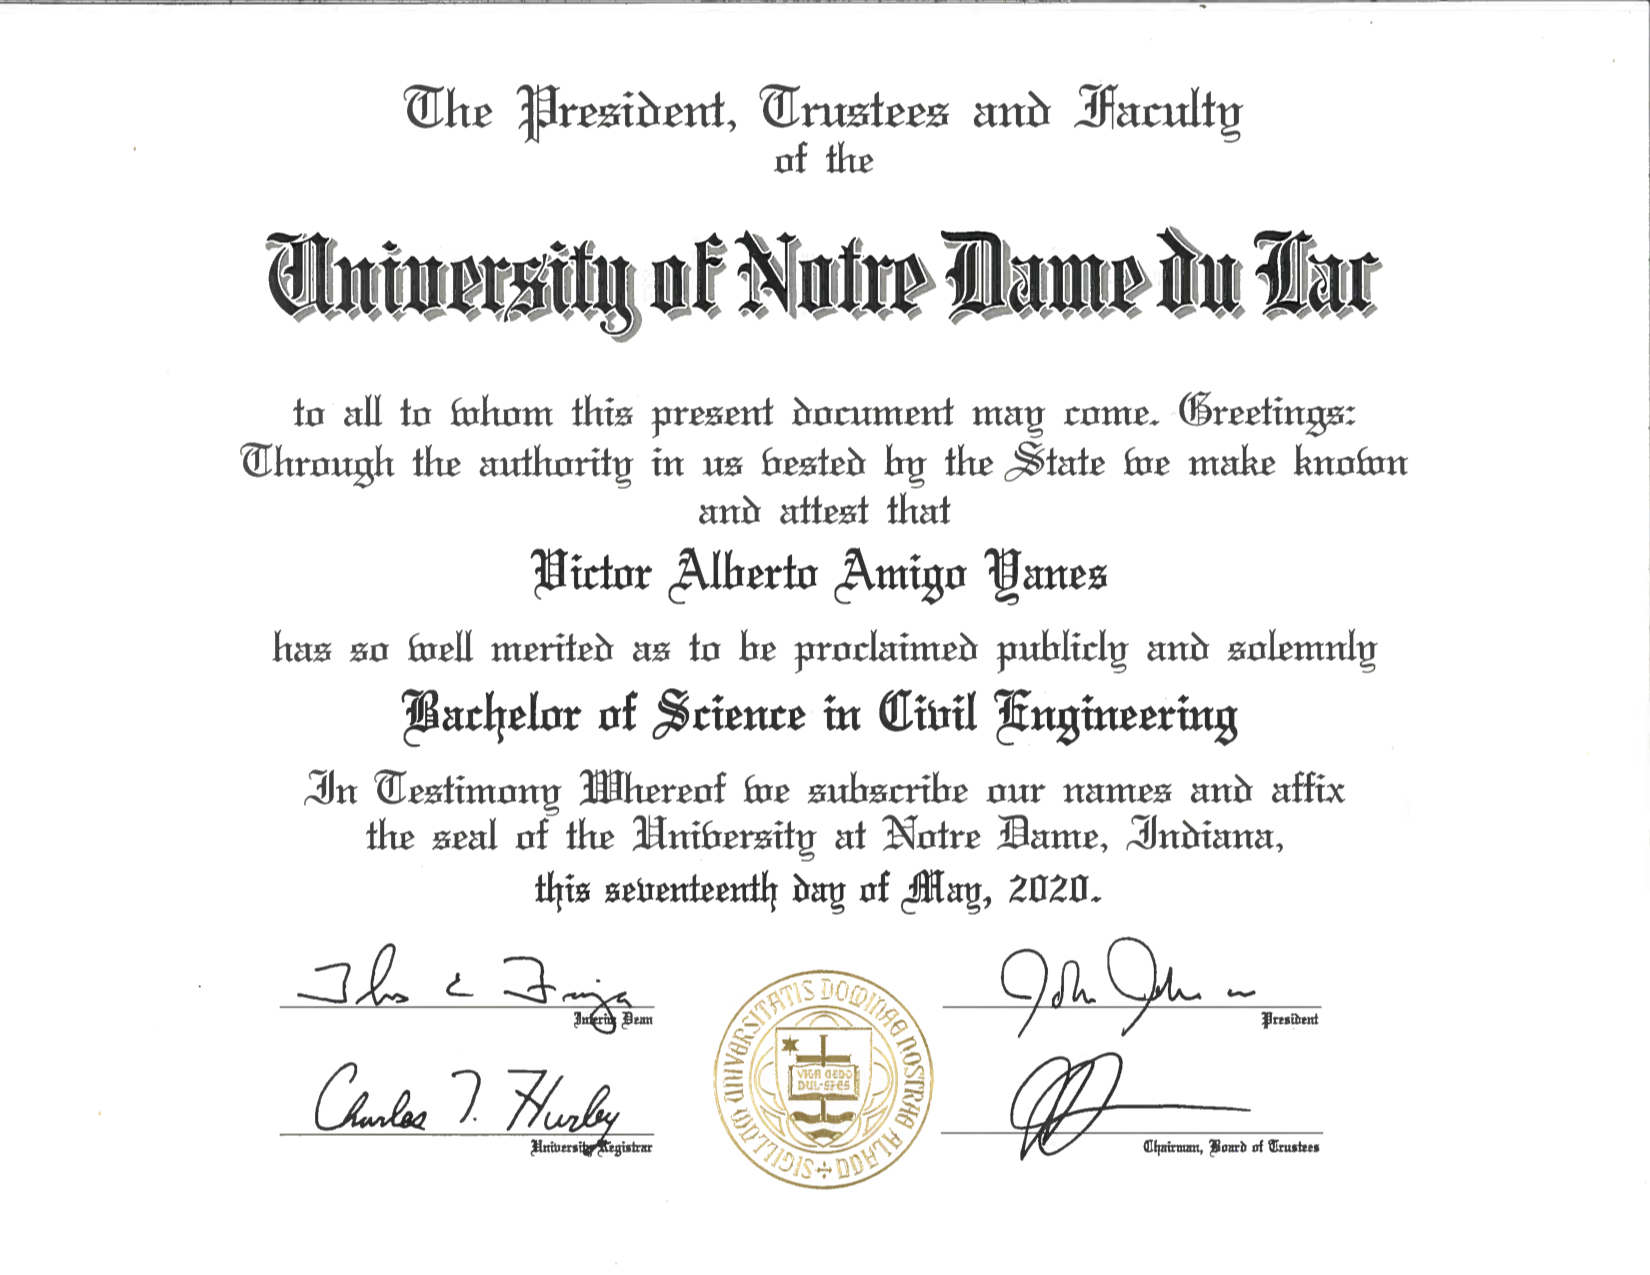 The President, Trustees and Faculty
of the
University of Notre Dame du Lac
to all to whom this present document may come. Greetings:
Through the authority in us vested by the State we make known
and attest that
Victor Alberto Amigo Yanes
has so well merited as to be proclaimed publicly and solemnly
Bachelor of Science in Civil Engineering
In Testimony Whereof we subscribe our names and affix
the seal of the University at Notre Dame, Indiana,
this seventeenth day of May, 2020.
Interim Dean
President
Charles T. Hurley
University Registrar
Chairman, Board of Trustees
SIGILLUM UNIVERSITATIS DOMINAE NOSTRAE A LACU
VITA DULCEDO SPES